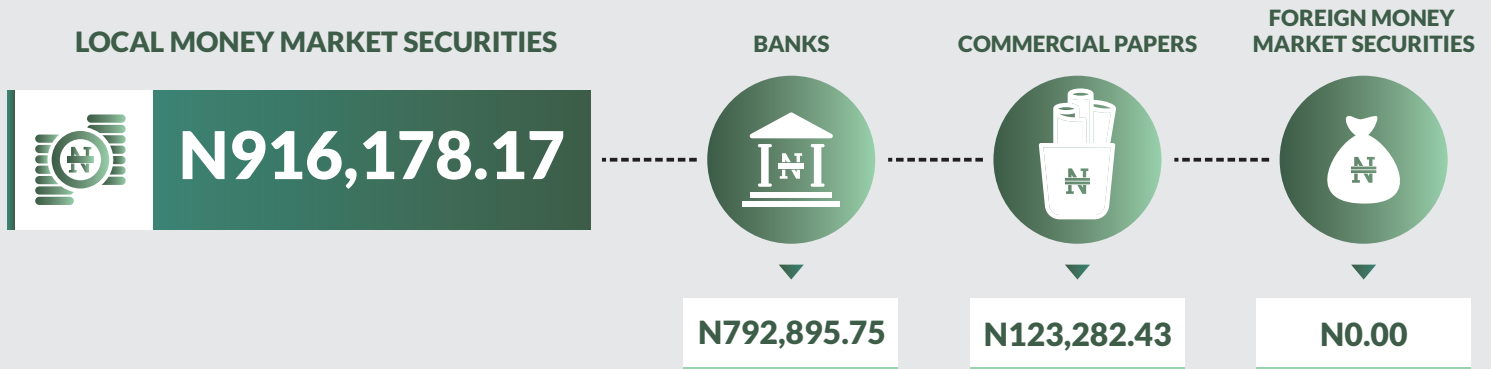 LOCAL MONEY MARKET SECURITIES
N916,178.17
BANKS
N792,895.75
COMMERCIAL PAPERS
N123,282.43
FOREIGN MONEY
MARKET SECURITIES
N0.00